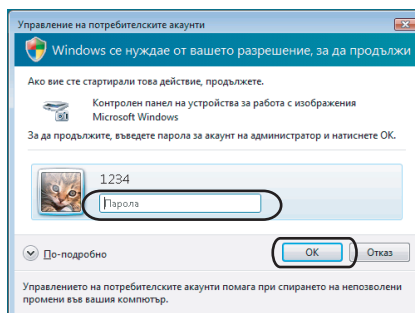 Управление на потребителските акаунти
Windows се нуждае от вашето разрешение, за да продължи
Ако вие сте стартирали това действие, продължете.
Контролен панел на устройства за работа с изображения
Microsoft Windows
За да продължите, въведете парола за акаунт на администратор и натиснете OK.
1234
Парола
По-подробно
OK
Отказ
Управлението на потребителските акаунти помага при спирането на непозволени
промени във вашия компютър.